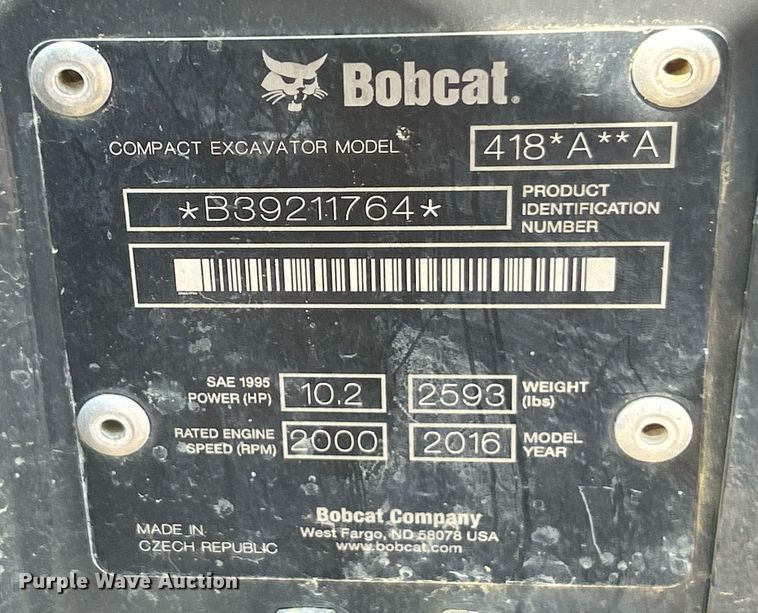 Bobcat.
COMPACT EXCAVATOR MODEL 418*A**A
*B39211764* PRODUCT IDENTIFICATION NUMBER
SAE 1995 POWER (HP) 10.2 2593 WEIGHT (lbs)
RATED ENGINE SPEED (RPM) 2000 2016 MODEL YEAR
Bobcat Company
West Fargo, ND 58078 USA
www.bobcat.com
MADE IN
CZECH REPUBLIC
Purple Wave Auction